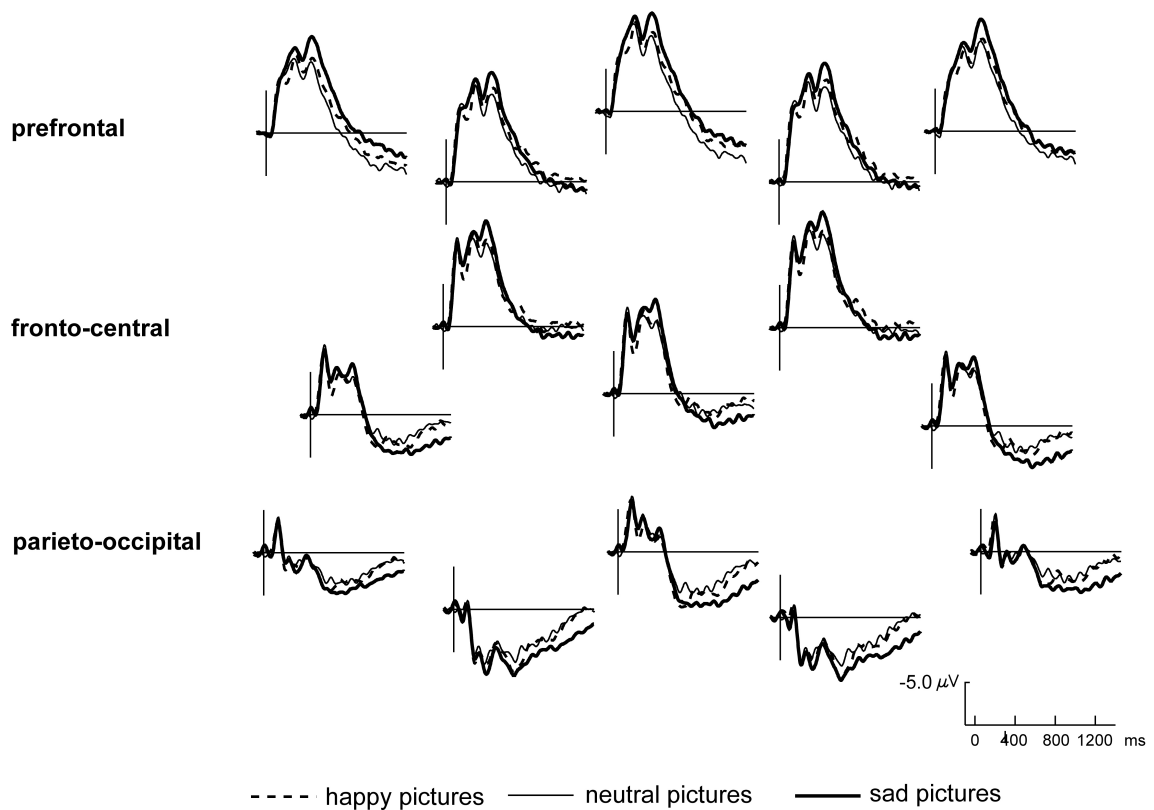 prefrontal
fronto-central
parieto-occipital
-5.0 μV
0 400 800 1200 ms
happy pictures neutral pictures sad pictures